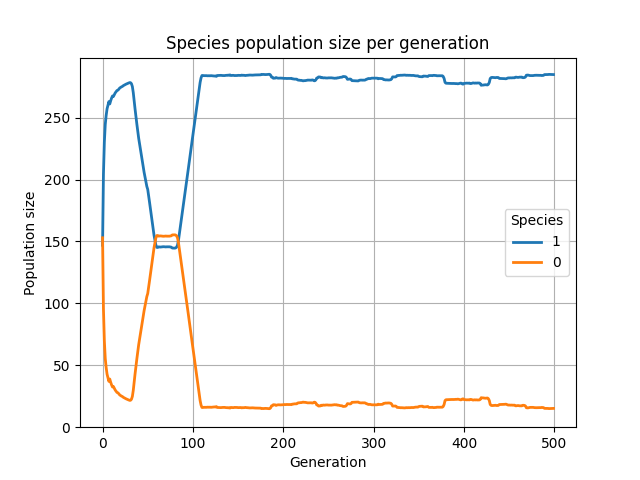 Species population size per generation
Population size
250
200
150
100
50
0
0 100 200 300 400 500
Generation
Species
1
0